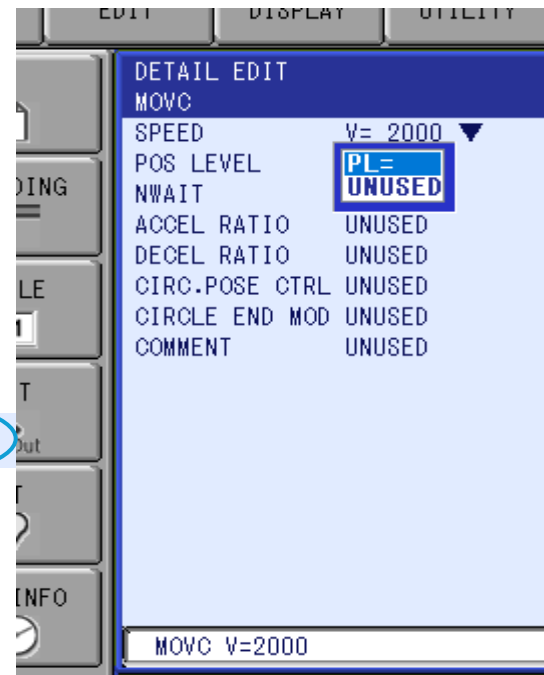 EDIT DISPLAY UTILITY
DETAIL EDIT
MOVC
SPEED V= 2000
POS LEVEL PL=
NWAIT UNUSED
ACCEL RATIO UNUSED
DECEL RATIO UNUSED
CIRC.POSE CTRL UNUSED
CIRCLE END MOD UNUSED
COMMENT UNUSED
DING
LE
1
T
Out
T
INFO
MOVC V=2000